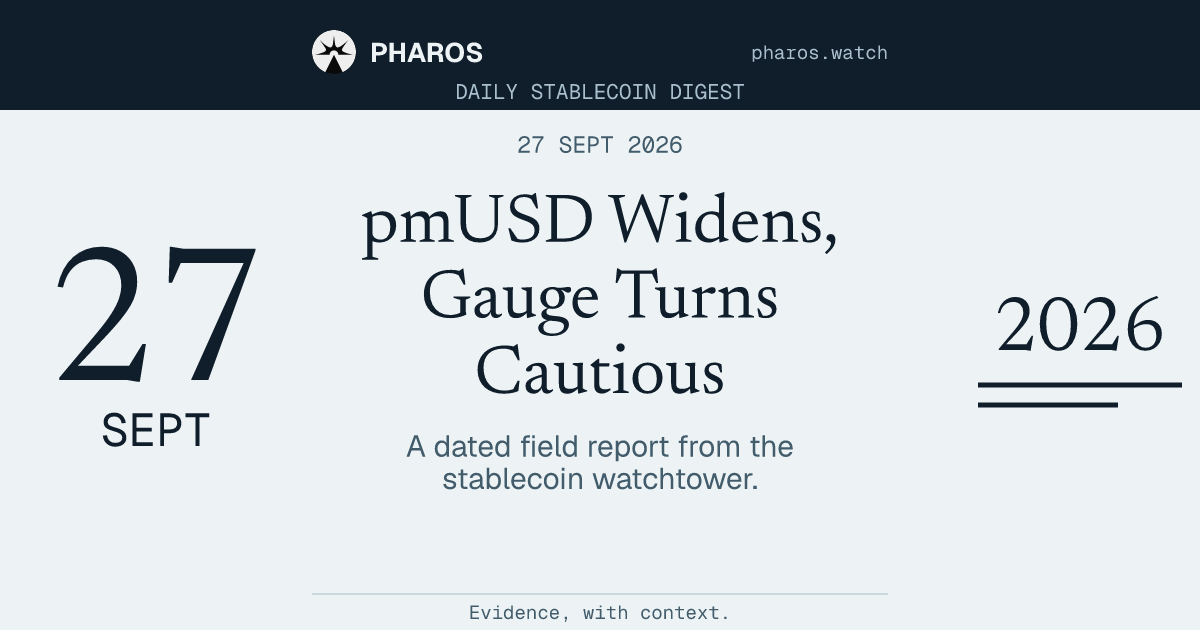 PHAROS
pharos.watch
DAILY STABLECOIN DIGEST
27 SEPT 2026
pmUSD Widens,
Gauge Turns
Cautious
A dated field report from the
stablecoin watchtower.
27
SEPT
2026
Evidence, with context.